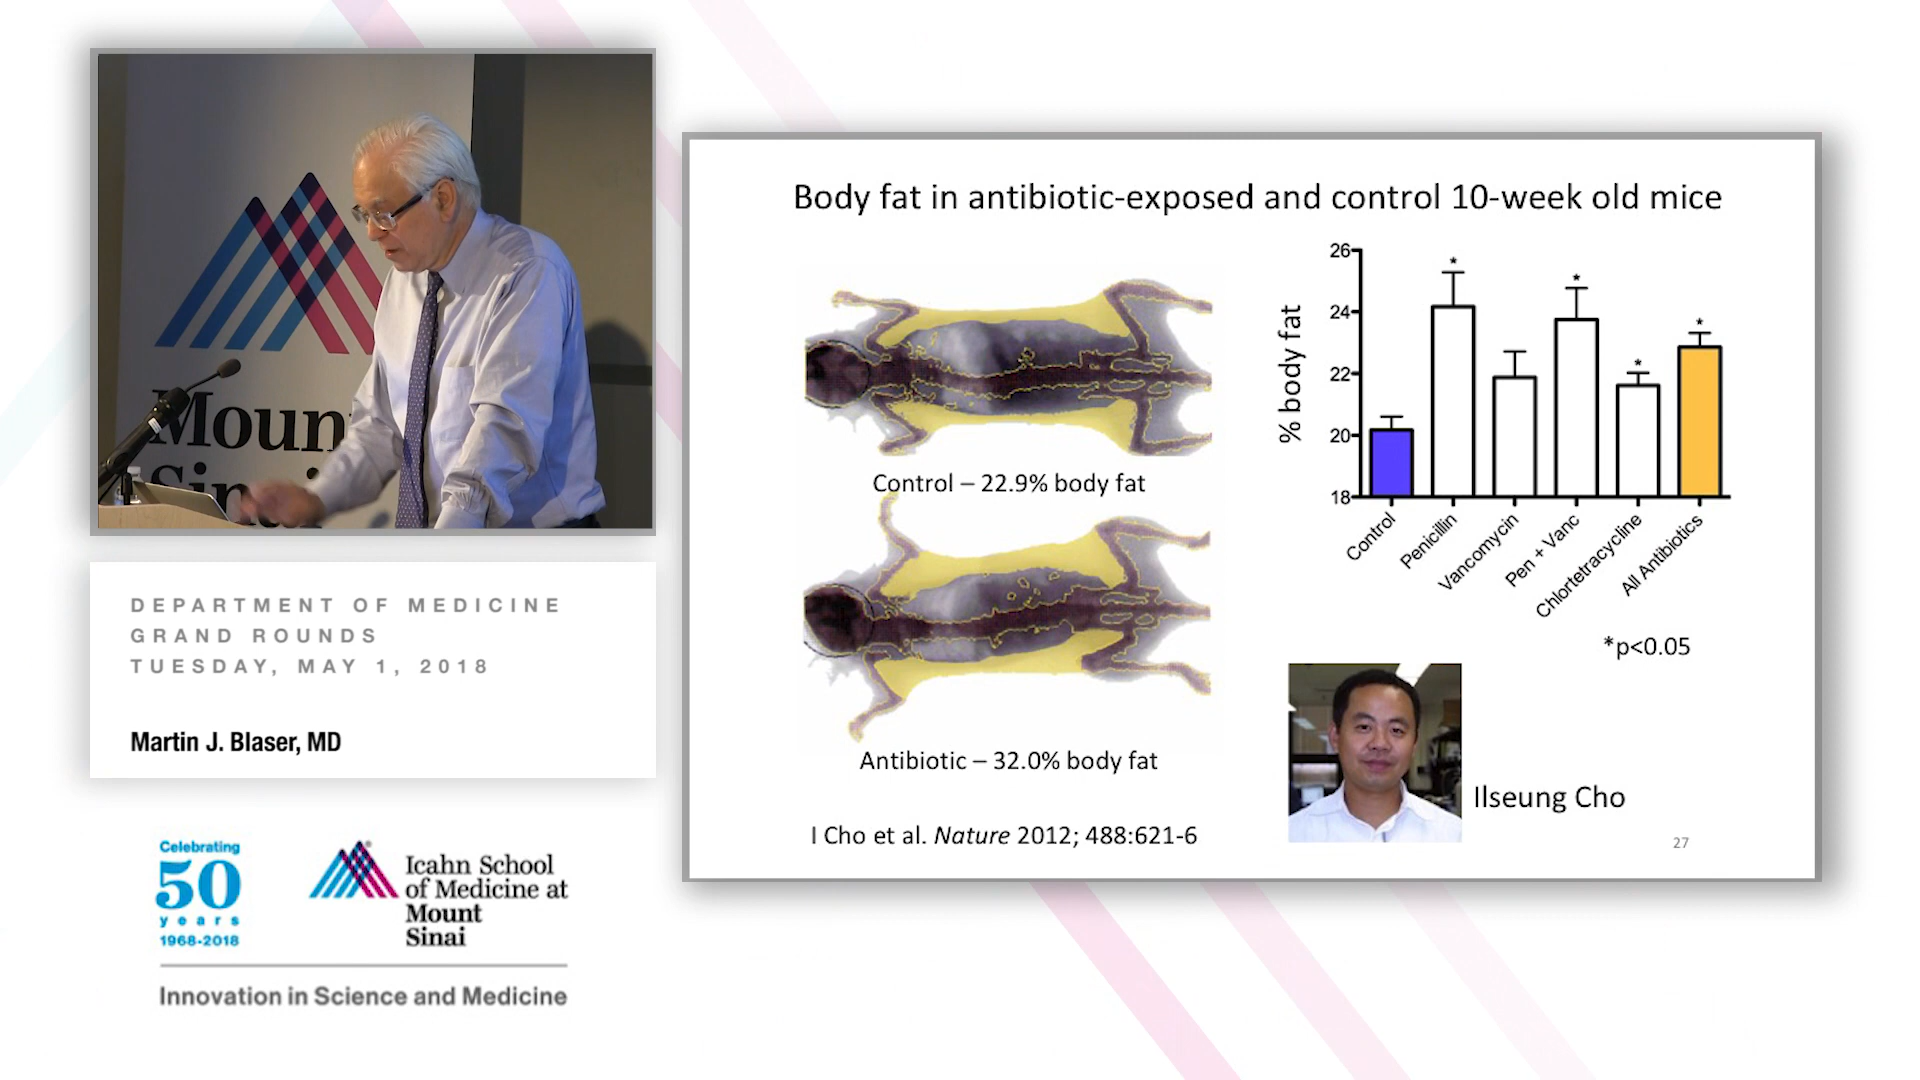 Moun
Sin
DEPARTMENT OF MEDICINE
GRAND ROUNDS
TUESDAY, MAY 1, 2018
Martin J. Blaser, MD
Celebrating
50
years
1968-2018
Icahn School
of Medicine at
Mount
Sinai
Innovation in Science and Medicine
Body fat in antibiotic-exposed and control 10-week old mice
Control – 22.9% body fat
Antibiotic – 32.0% body fat
I Cho et al. Nature 2012; 488:621-6
% body fat
26
24
22
20
18
* * * *
Control
Penicillin
Vancomycin
Pen + Vanc
Chlortetracycline
All Antibiotics
*p<0.05
Ilseung Cho
27